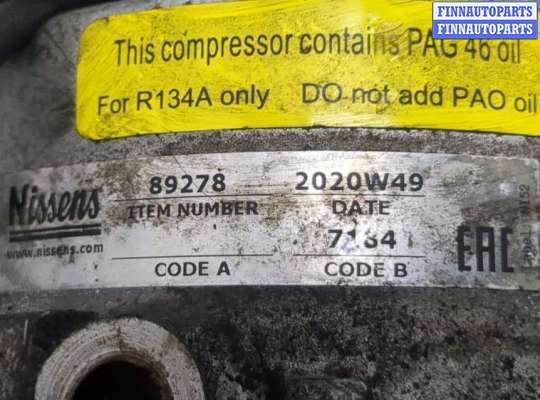 FINNAUTOPARTS
FINNAUTOPARTS
This compressor contains PAG 46 oil
For R134A only DO not add PAO oil
Nissens
www.nissens.com
89278 2020W49
ITEM NUMBER DATE
7184
CODE A CODE B
EAC